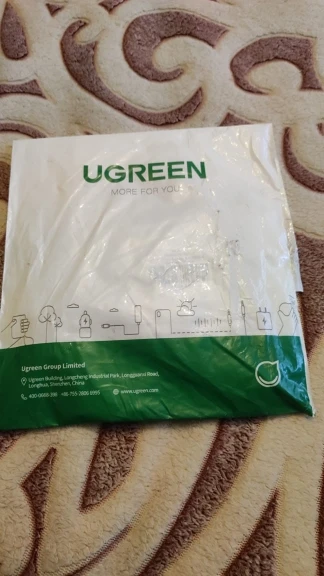 UGREEN
MORE FOR YOU
Ugreen Group Limited
Ugreen Building, Longcheng Industrial Park, Longguanxi Road,
Longhua, Shenzhen, China
www.ugreen.com